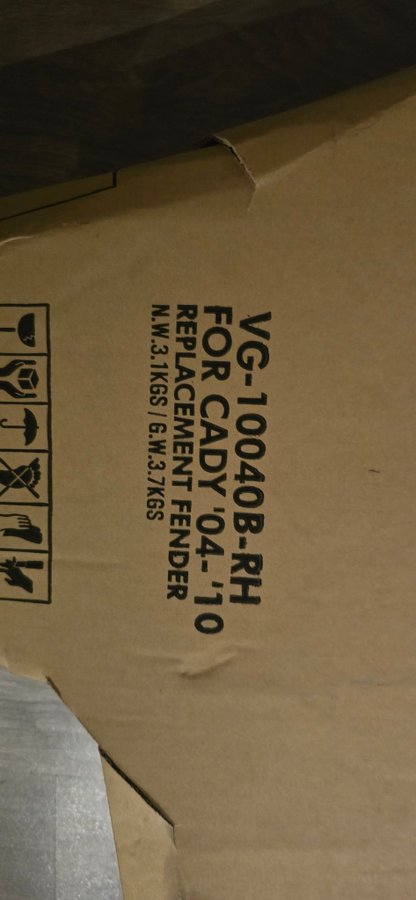 VG-10040B-RH
FOR CADY '04-'10
REPLACEMENT FENDER
N.W.3.1KGS / G.W.3.7KGS